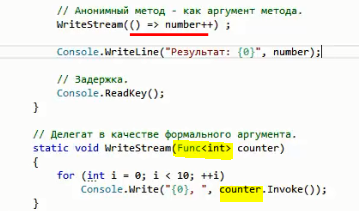 // Анонимный метод - как аргумент метода.
WriteStream(() => number++) ;
Console.WriteLine("Результат: {0}", number);
// Задержка.
Console.ReadKey();
}
// Делегат в качестве формального аргумента.
static void WriteStream(Func<int> counter)
{
for (int i = 0; i < 10; ++i)
Console.Write("{0}, ", counter.Invoke());
}